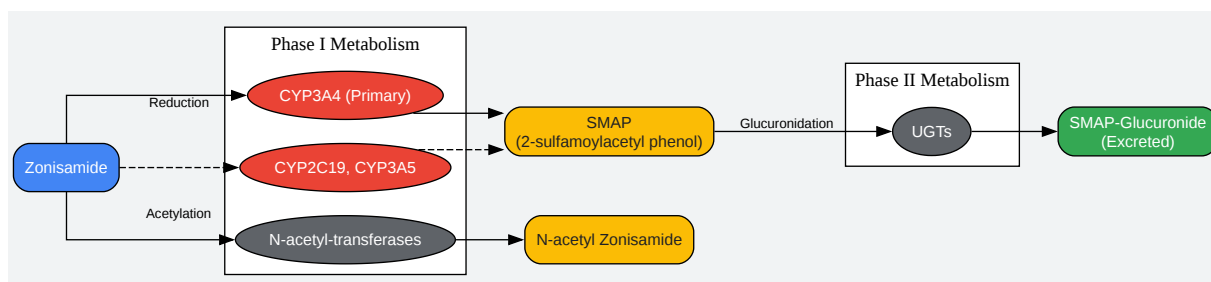 Phase I Metabolism
Phase II Metabolism
Reduction
CYP3A4 (Primary)
SMAP
(2-sulfamoylacetyl phenol)
Glucuronidation
UGTs
SMAP-Glucuronide
(Excreted)
Zonisamide
CYP2C19, CYP3A5
Acetylation
N-acetyl-transferases
N-acetyl Zonisamide